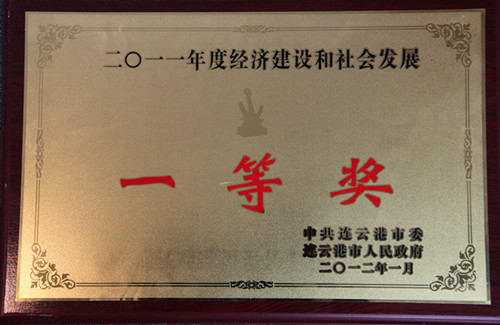 二〇一一年度经济建设和社会发展
一等奖
中共连云港市委
连云港市人民政府
二〇一二年一月